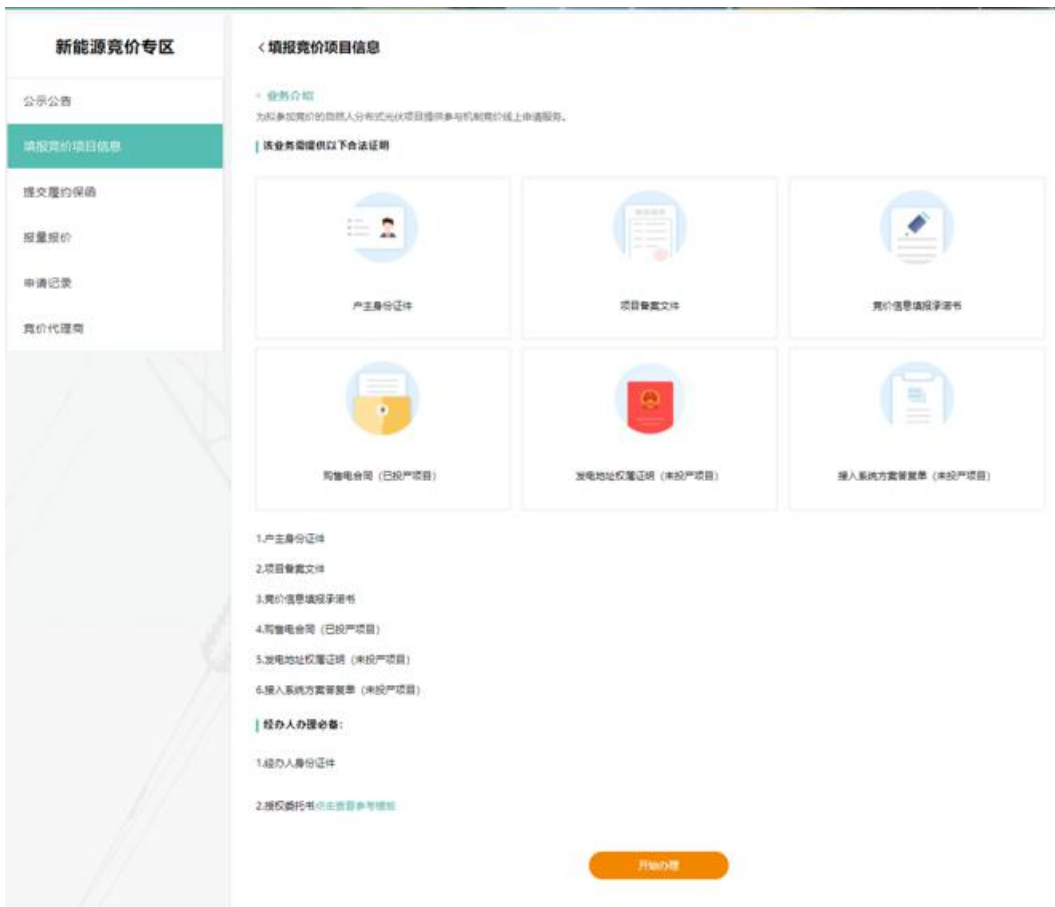 新能源竞价专区
公示公告
填报竞价项目信息
提交履约保函
报量报价
申请记录
竞价代理商
<填报竞价项目信息
业务介绍
为拟参加竞价的自然人分布式光伏项目提供参与机制竞价线上申请服务。
该业务需提供以下合法证明
产主身份证件
项目备案文件
竞价信息填报承诺书
购售电合同（已投产项目）
发电地址权属证明（未投产项目）
接入系统方案答复单（未投产项目）
1.产主身份证件
2.项目备案文件
3.竞价信息填报承诺书
4.购售电合同（已投产项目）
5.发电地址权属证明（未投产项目）
6.接入系统方案答复单（未投产项目）
经办人办理必备：
1.经办人身份证件
2.授权委托书点击查看参考模板
开始办理